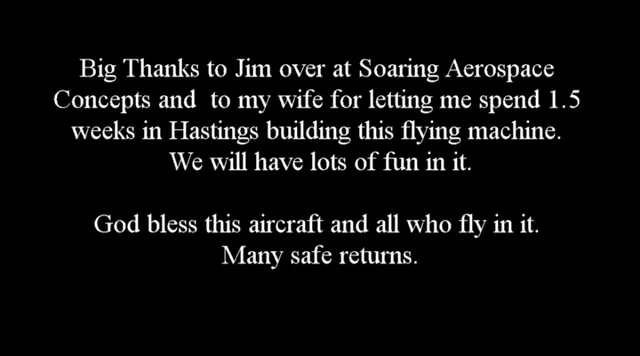 Big Thanks to Jim over at Soaring Aerospace
Concepts and  to my wife for letting me spend 1.5
weeks in Hastings building this flying machine.
We will have lots of fun in it.
God bless this aircraft and all who fly in it.
Many safe returns.